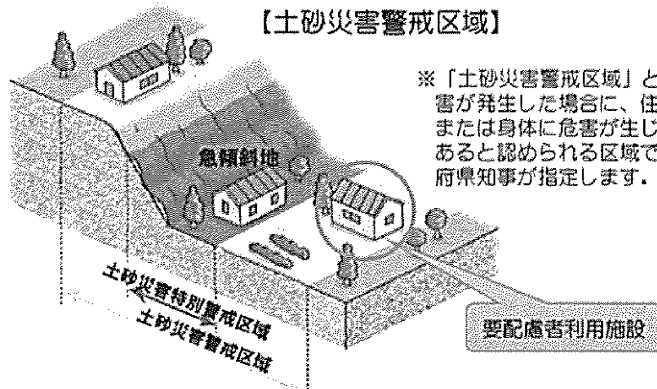 【土砂災害警戒区域】
※「土砂災害警戒区域」と
害が発生した場合に、住
または身体に危害が生じ
あると認められる区域で
府県知事が指定します。
急傾斜地
土砂災害特別警戒区域
土砂災害警戒区域
要配慮者利用施設